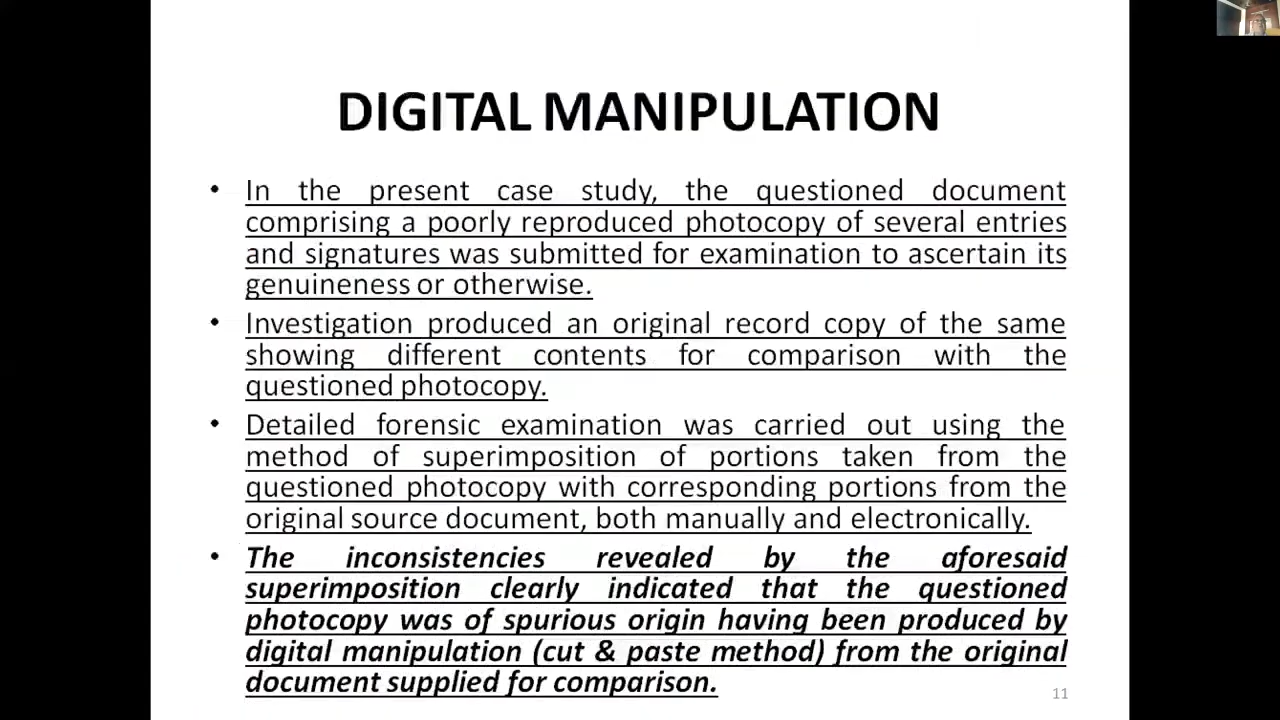 DIGITAL MANIPULATION
• In the present case study, the questioned document
comprising a poorly reproduced photocopy of several entries
and signatures was submitted for examination to ascertain its
genuineness or otherwise.
• Investigation produced an original record copy of the same
showing different contents for comparison with the
questioned photocopy.
• Detailed forensic examination was carried out using the
method of superimposition of portions taken from the
questioned photocopy with corresponding portions from the
original source document, both manually and electronically.
• The inconsistencies revealed by the aforesaid
superimposition clearly indicated that the questioned
photocopy was of spurious origin having been produced by
digital manipulation (cut & paste method) from the original
document supplied for comparison.
11